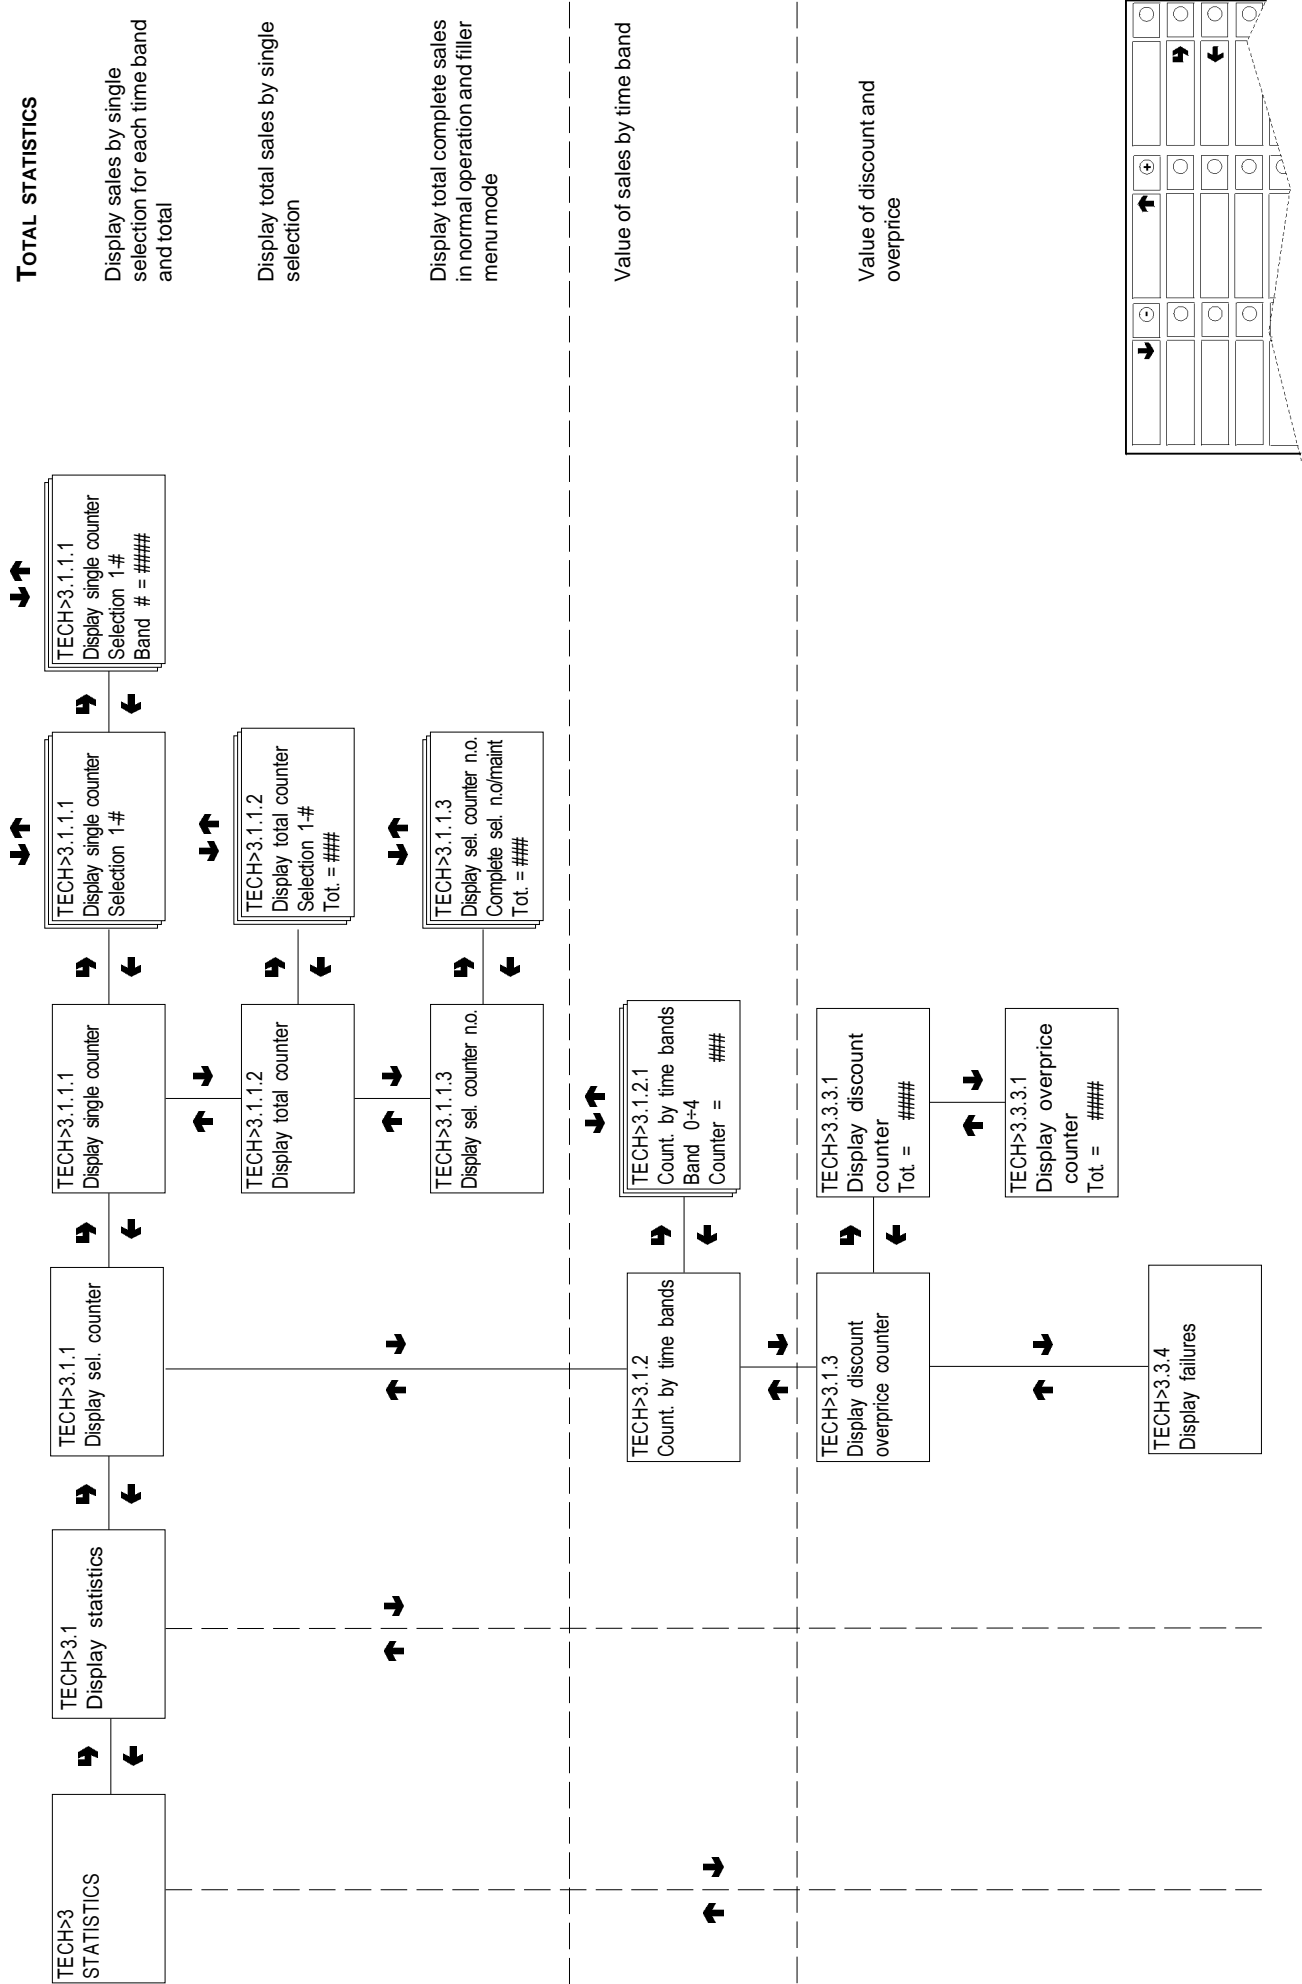 TOTAL STATISTICS
TECH>3
STATISTICS
TECH>3.1
Display statistics
TECH>3.1.1
Display sel. counter
TECH>3.1.1.1
Display single counter
TECH>3.1.1.1
Display single counter
Selection 1-#
TECH>3.1.1.1
Display single counter
Selection 1-#
Band # = ####
Display sales by single
selection for each time band
and total
TECH>3.1.1.2
Display total counter
TECH>3.1.1.2
Display total counter
Selection 1-#
Tot. = ###
Display total sales by single
selection
TECH>3.1.1.3
Display sel. counter n.o.
TECH>3.1.1.3
Display sel. counter n.o.
Complete sel. n.o/maint
Tot. = ###
Display total complete sales
in normal operation and filler
menu mode
TECH>3.1.2
Count. by time bands
TECH>3.1.2.1
Count. by time bands
Band 0÷4
Counter = ###
Value of sales by time band
TECH>3.1.3
Display discount
overprice counter
TECH>3.3.3.1
Display discount
counter
Tot. = ####
Value of discount and
overprice
TECH>3.3.3.1
Display overprice
counter
Tot. = ####
TECH>3.3.4
Display failures
- +